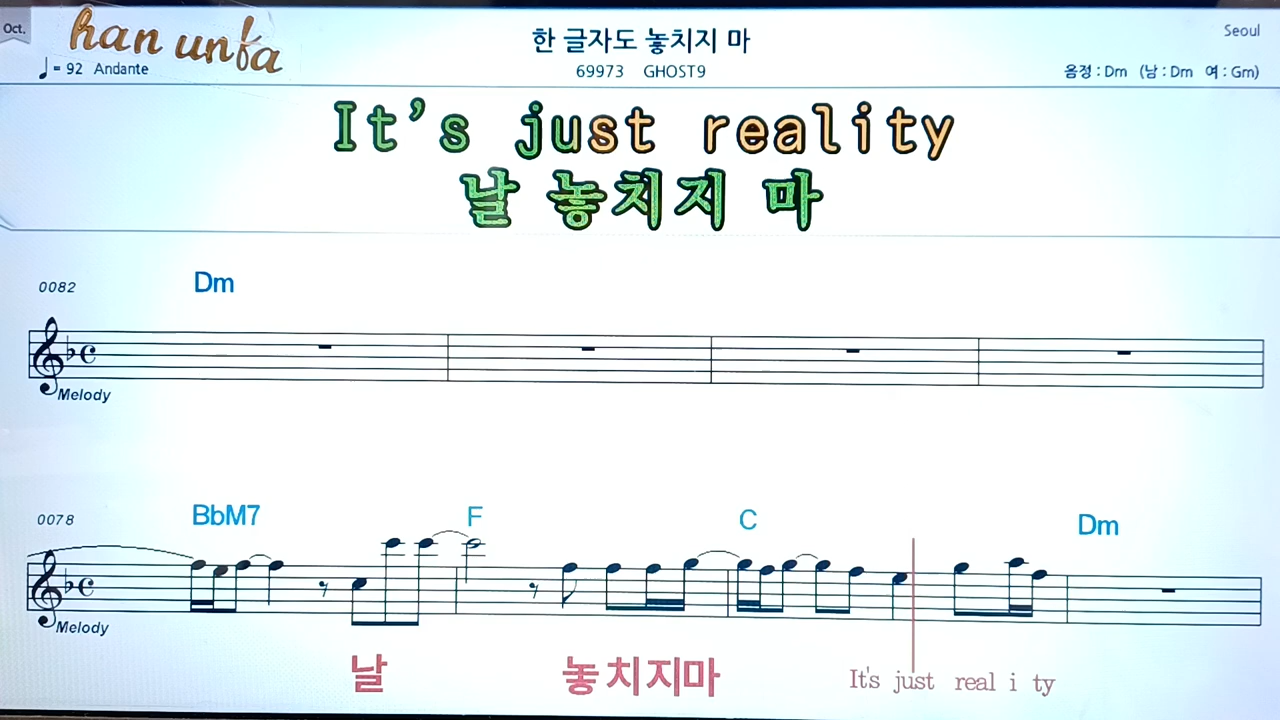 Oct.
han unfa
♩= 92 Andante
한 글자도 놓치지 마
69973 GHOST9
Seoul
음정 : Dm (남 : Dm 여 : Gm)
It's just reality
날 놓치지 마
0082
Dm
Melody
0078
BbM7 F C Dm
Melody
날 놓치지마 It's just real i ty